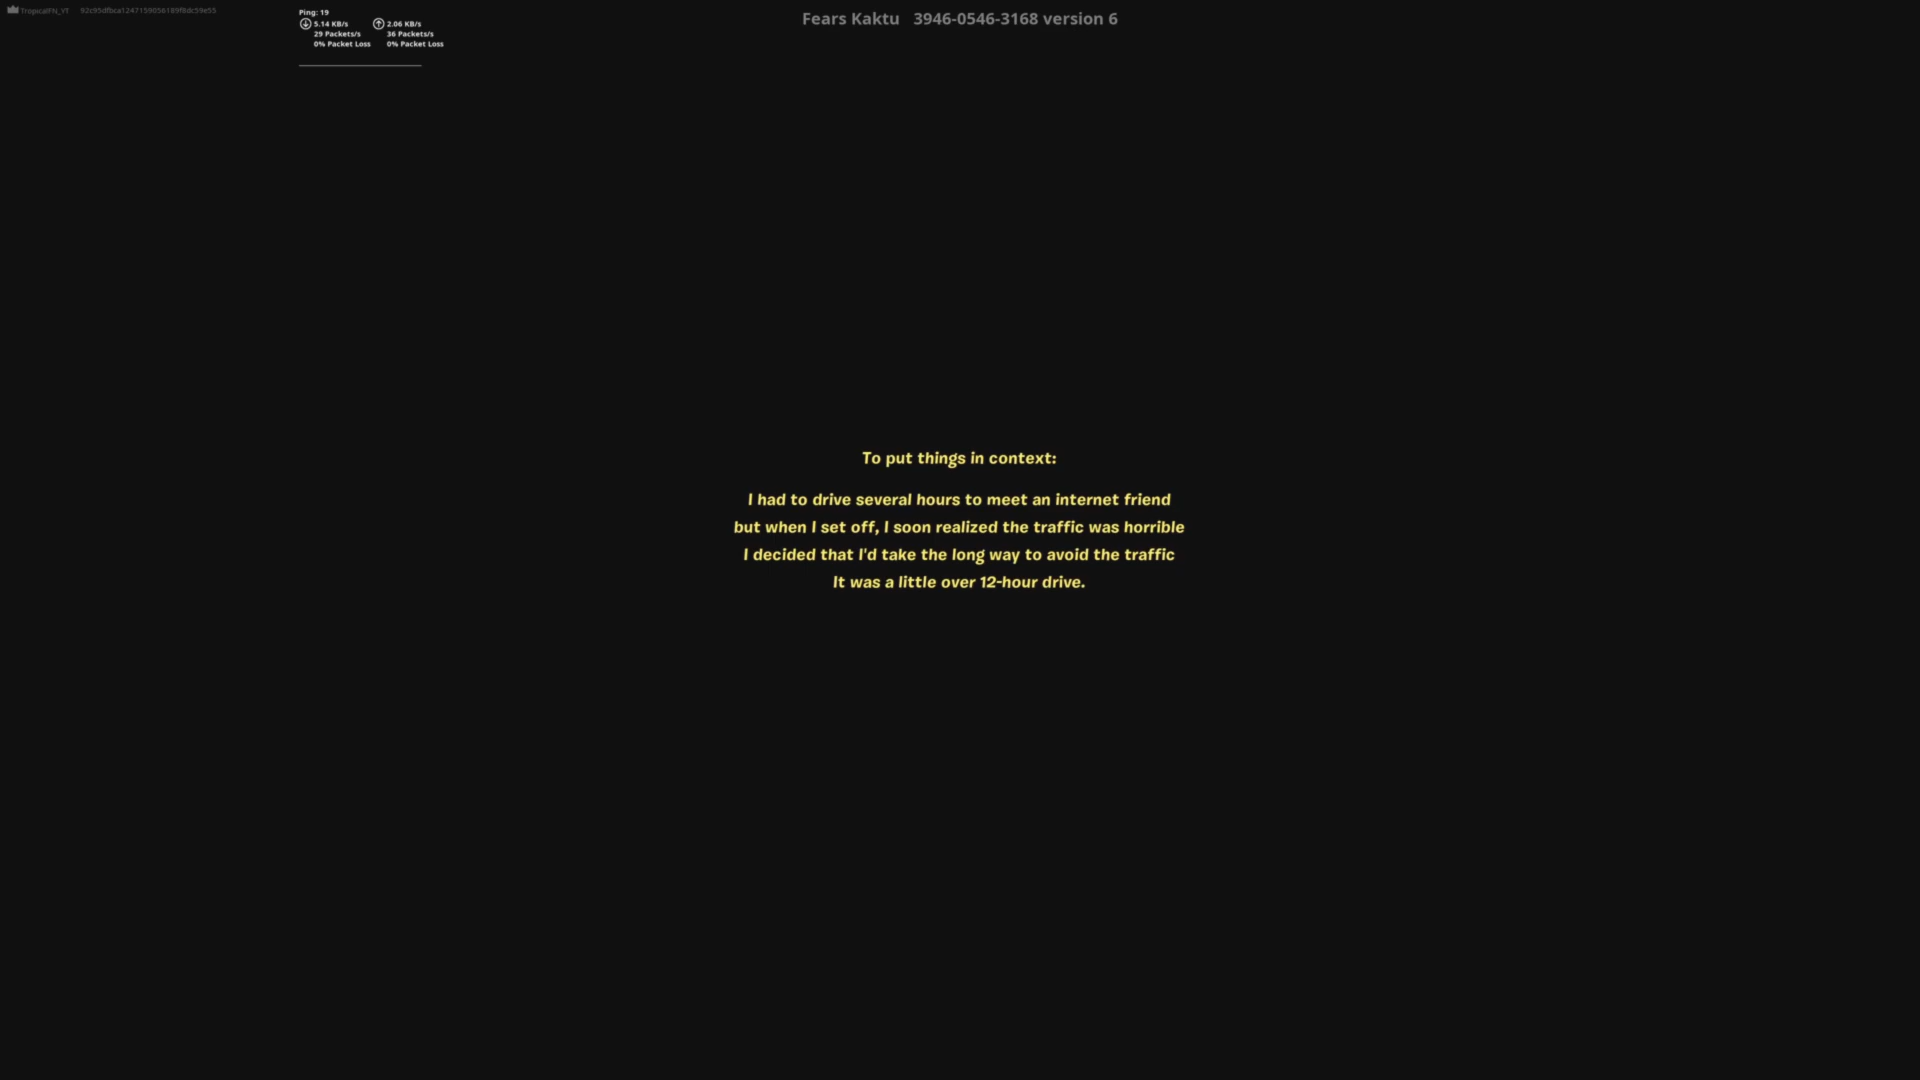 TropicalFN_YT
Ping: 19
5.14 KB/s 2.06 KB/s
29 Packets/s 36 Packets/s
0% Packet Loss 0% Packet Loss
Fears Kaktu 3946-0546-3168 version 6
To put things in context:
I had to drive several hours to meet an internet friend
but when I set off, I soon realized the traffic was horrible
I decided that I'd take the long way to avoid the traffic
It was a little over 12-hour drive.